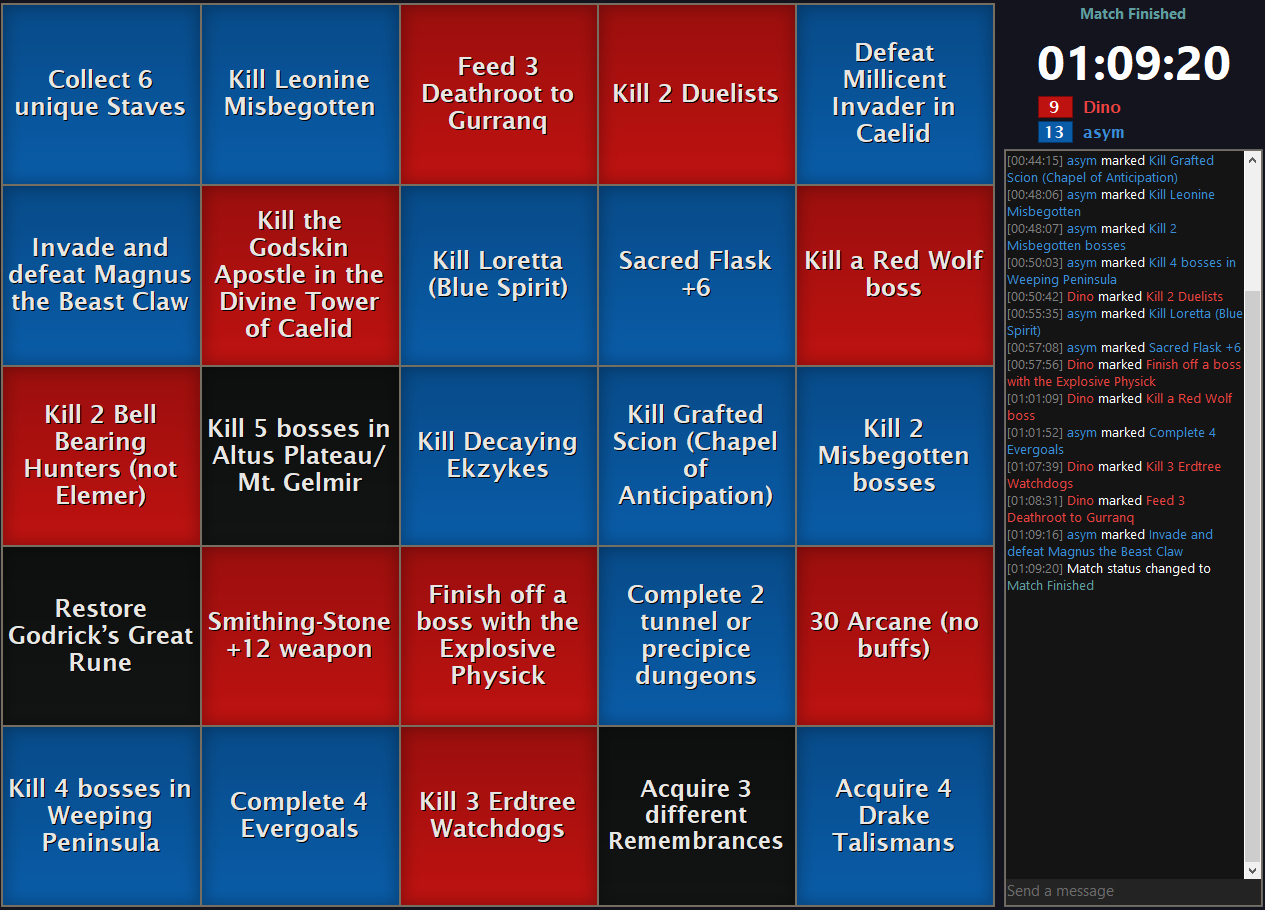 Collect 6
unique Staves
Kill Leonine
Misbegotten
Feed 3
Deathroot to
Gurranq
Kill 2 Duelists
Defeat
Millicent
Invader in
Caelid
Invade and
defeat Magnus
the Beast Claw
Kill the
Godskin
Apostle in the
Divine Tower
of Caelid
Kill Loretta
(Blue Spirit)
Sacred Flask
+6
Kill a Red Wolf
boss
Kill 2 Bell
Bearing
Hunters (not
Elemer)
Kill 5 bosses in
Altus Plateau/
Mt. Gelmir
Kill Decaying
Ekzykes
Kill Grafted
Scion (Chapel
of
Anticipation)
Kill 2
Misbegotten
bosses
Restore
Godrick’s Great
Rune
Smithing-Stone
+12 weapon
Finish off a
boss with the
Explosive
Physick
Complete 2
tunnel or
precipice
dungeons
30 Arcane (no
buffs)
Kill 4 bosses in
Weeping
Peninsula
Complete 4
Evergoals
Kill 3 Erdtree
Watchdogs
Acquire 3
different
Remembrances
Acquire 4
Drake
Talismans
Match Finished
01:09:20
9 Dino
13 asym
[00:44:15] asym marked Kill Grafted
Scion (Chapel of Anticipation)
[00:48:06] asym marked Kill Leonine
Misbegotten
[00:48:07] asym marked Kill 2
Misbegotten bosses
[00:50:03] asym marked Kill 4 bosses in
Weeping Peninsula
[00:50:42] Dino marked Kill 2 Duelists
[00:55:35] asym marked Kill Loretta (Blue
Spirit)
[00:57:08] asym marked Sacred Flask +6
[00:57:56] Dino marked Finish off a boss
with the Explosive Physick
[01:01:09] Dino marked Kill a Red Wolf
boss
[01:01:52] asym marked Complete 4
Evergoals
[01:07:39] Dino marked Kill 3 Erdtree
Watchdogs
[01:08:31] Dino marked Feed 3
Deathroot to Gurranq
[01:09:16] asym marked Invade and
defeat Magnus the Beast Claw
[01:09:20] Match status changed to
Match Finished
Send a message